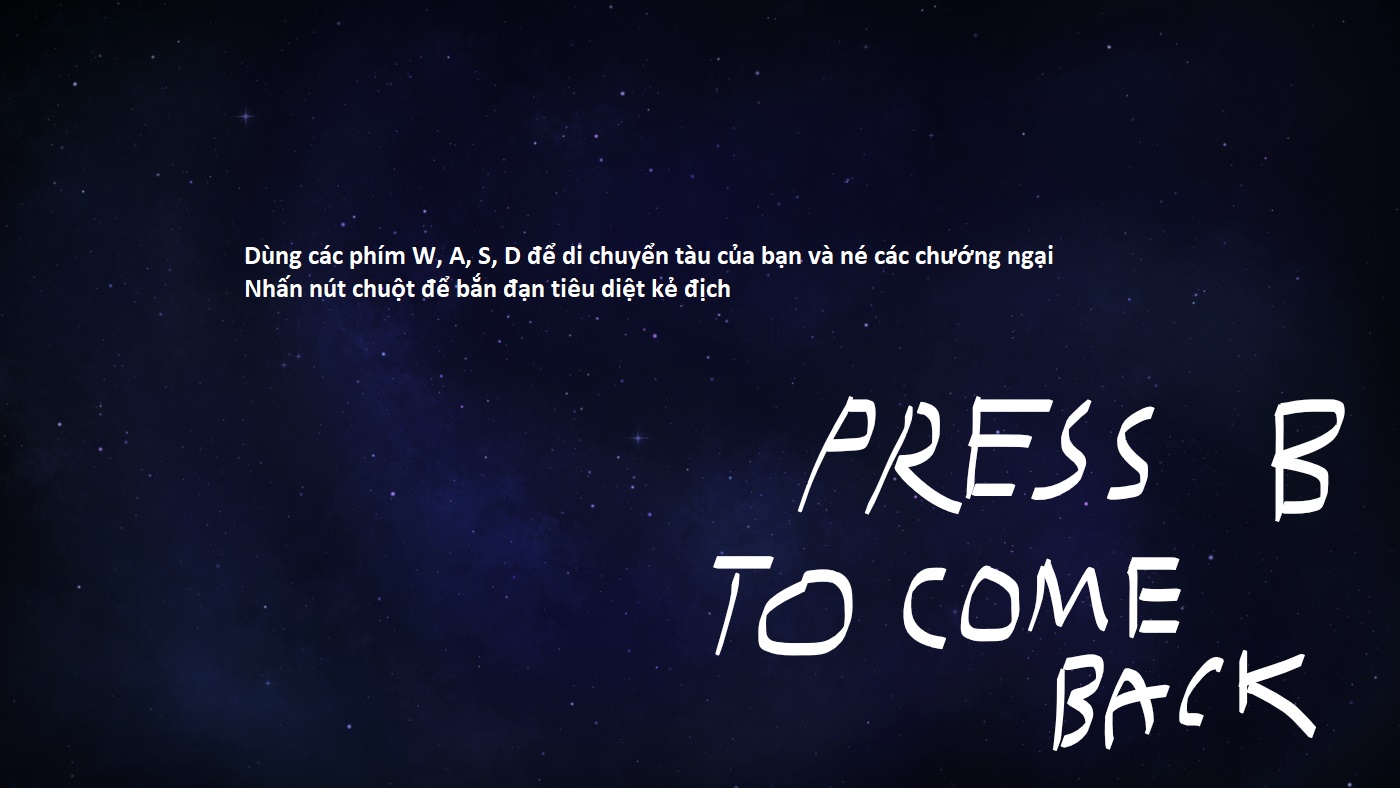 Dùng các phím W, A, S, D để di chuyển tàu của bạn và né các chướng ngại
Nhấn nút chuột để bắn đạn tiêu diệt kẻ địch
PRESS B
TO COME
BACK